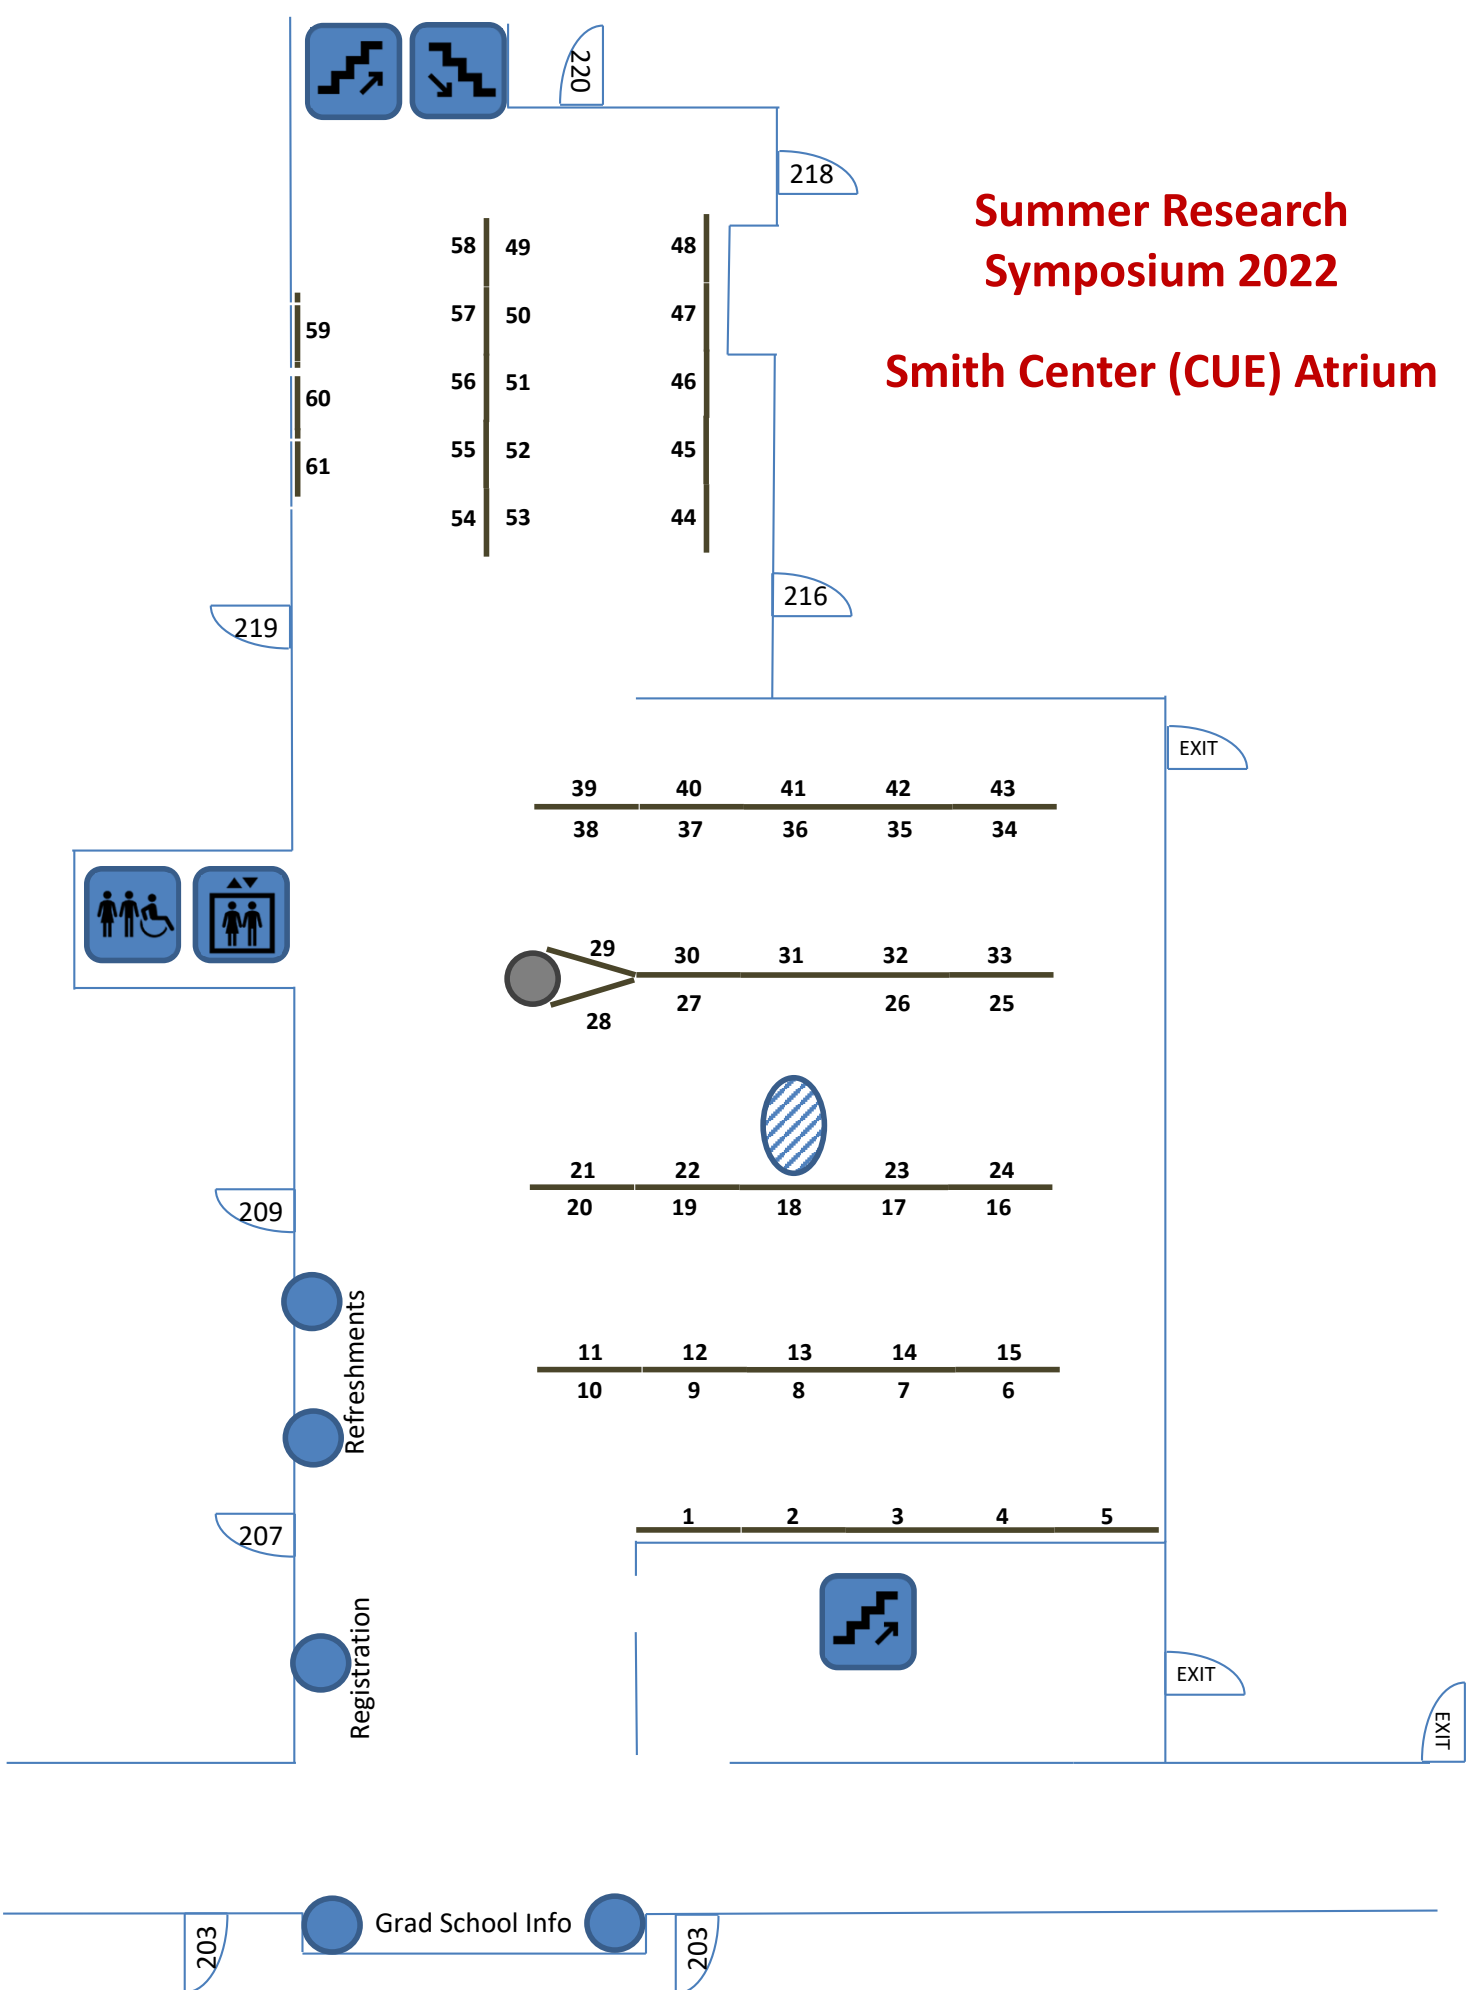 220
218
Summer Research
Symposium 2022
Smith Center (CUE) Atrium
58 49 48
57 50 47
59
56 51 46
60
55 52 45
61
54 53 44
216
219
EXIT
39 40 41 42 43
38 37 36 35 34
29 30 31 32 33
27 26 25
28
21 22 23 24
20 19 18 17 16
209
Refreshments
11 12 13 14 15
10 9 8 7 6
1 2 3 4 5
207
Registration
EXIT
EXIT
Grad School Info
203
203